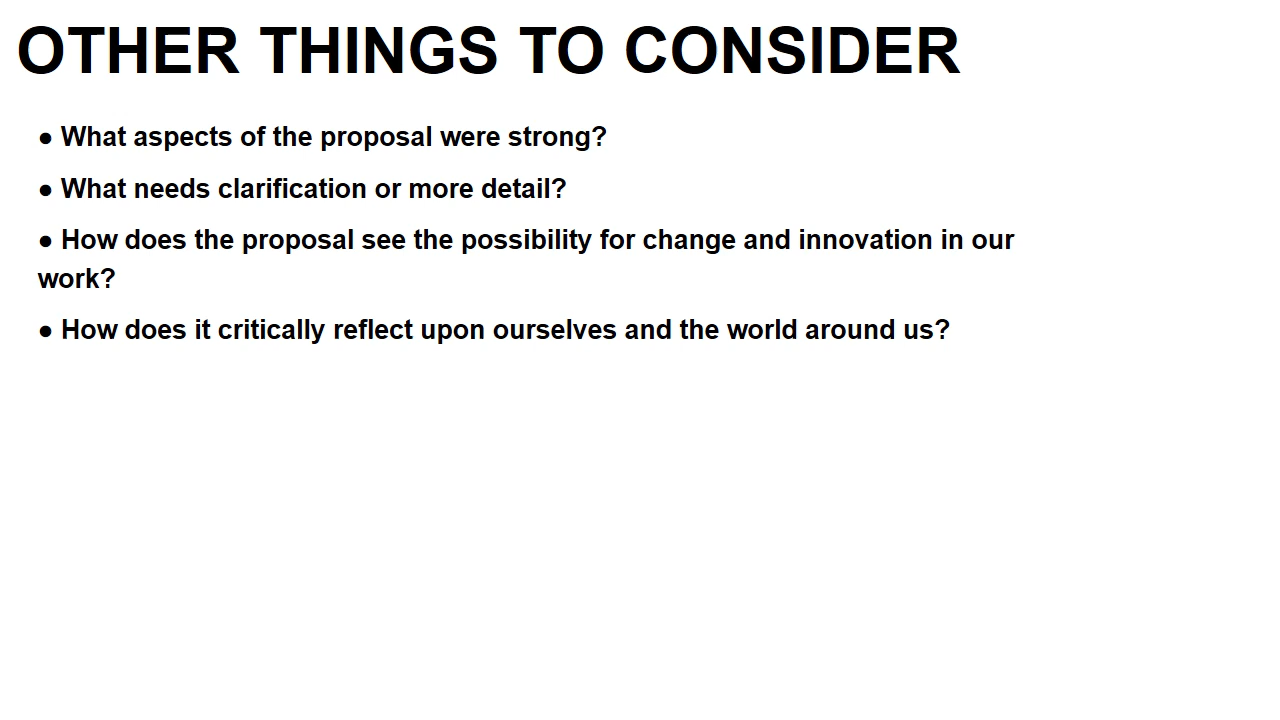 OTHER THINGS TO CONSIDER
● What aspects of the proposal were strong?
● What needs clarification or more detail?
● How does the proposal see the possibility for change and innovation in our
work?
● How does it critically reflect upon ourselves and the world around us?